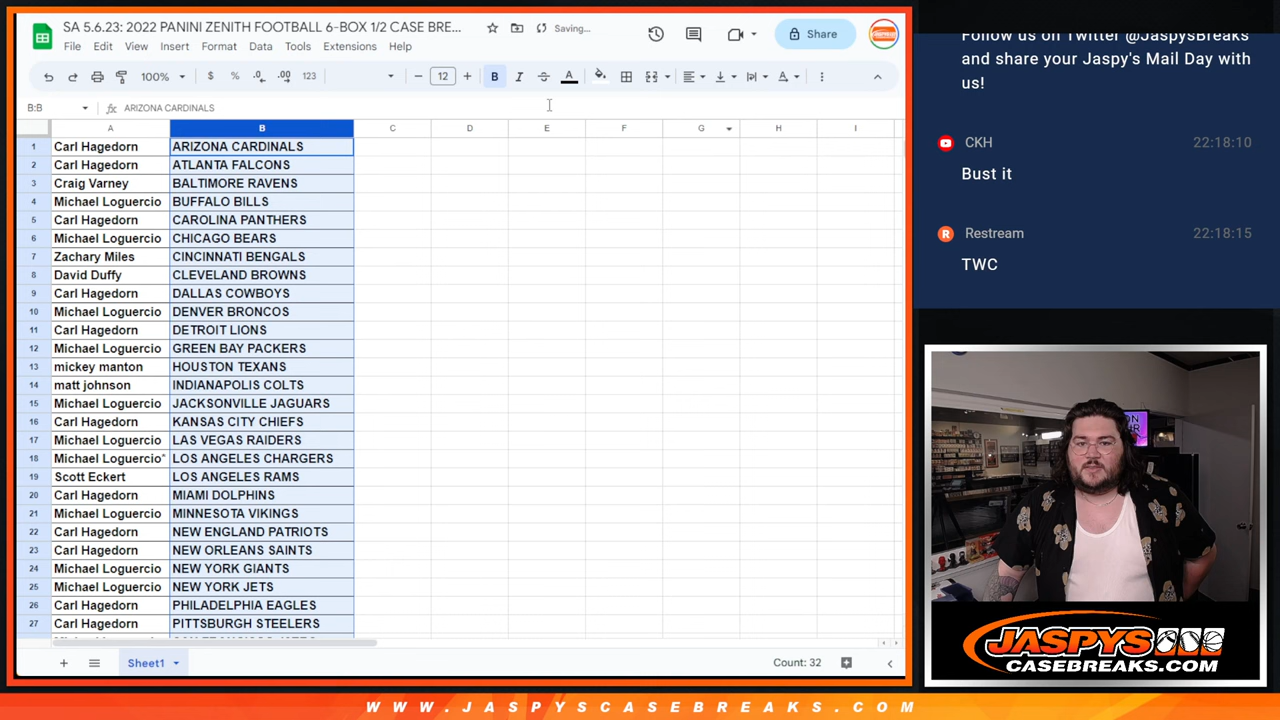 SA 5.6.23: 2022 PANINI ZENITH FOOTBALL 6-BOX 1/2 CASE BRE...
Saving...
Share
File Edit View Insert Format Data Tools Extensions Help
100% $ % .0 .00 123 12 B I S A
B:B fx ARIZONA CARDINALS
A B C D E F G H I
1 Carl Hagedorn ARIZONA CARDINALS
2 Carl Hagedorn ATLANTA FALCONS
3 Craig Varney BALTIMORE RAVENS
4 Michael Loguercio BUFFALO BILLS
5 Carl Hagedorn CAROLINA PANTHERS
6 Michael Loguercio CHICAGO BEARS
7 Zachary Miles CINCINNATI BENGALS
8 David Duffy CLEVELAND BROWNS
9 Carl Hagedorn DALLAS COWBOYS
10 Michael Loguercio DENVER BRONCOS
11 Carl Hagedorn DETROIT LIONS
12 Michael Loguercio GREEN BAY PACKERS
13 mickey manton HOUSTON TEXANS
14 matt johnson INDIANAPOLIS COLTS
15 Michael Loguercio JACKSONVILLE JAGUARS
16 Carl Hagedorn KANSAS CITY CHIEFS
17 Michael Loguercio LAS VEGAS RAIDERS
18 Michael Loguercio* LOS ANGELES CHARGERS
19 Scott Eckert LOS ANGELES RAMS
20 Carl Hagedorn MIAMI DOLPHINS
21 Michael Loguercio MINNESOTA VIKINGS
22 Carl Hagedorn NEW ENGLAND PATRIOTS
23 Carl Hagedorn NEW ORLEANS SAINTS
24 Michael Loguercio NEW YORK GIANTS
25 Michael Loguercio NEW YORK JETS
26 Carl Hagedorn PHILADELPHIA EAGLES
27 Carl Hagedorn PITTSBURGH STEELERS
Sheet1
Count: 32
Follow us on Twitter @JaspysBreaks
and share your Jaspy's Mail Day with
us!
CKH 22:18:10
Bust it
Restream 22:18:15
TWC
JASPYS
CASEBREAKS.COM
WWW.JASPYSCASEBREAKS.COM